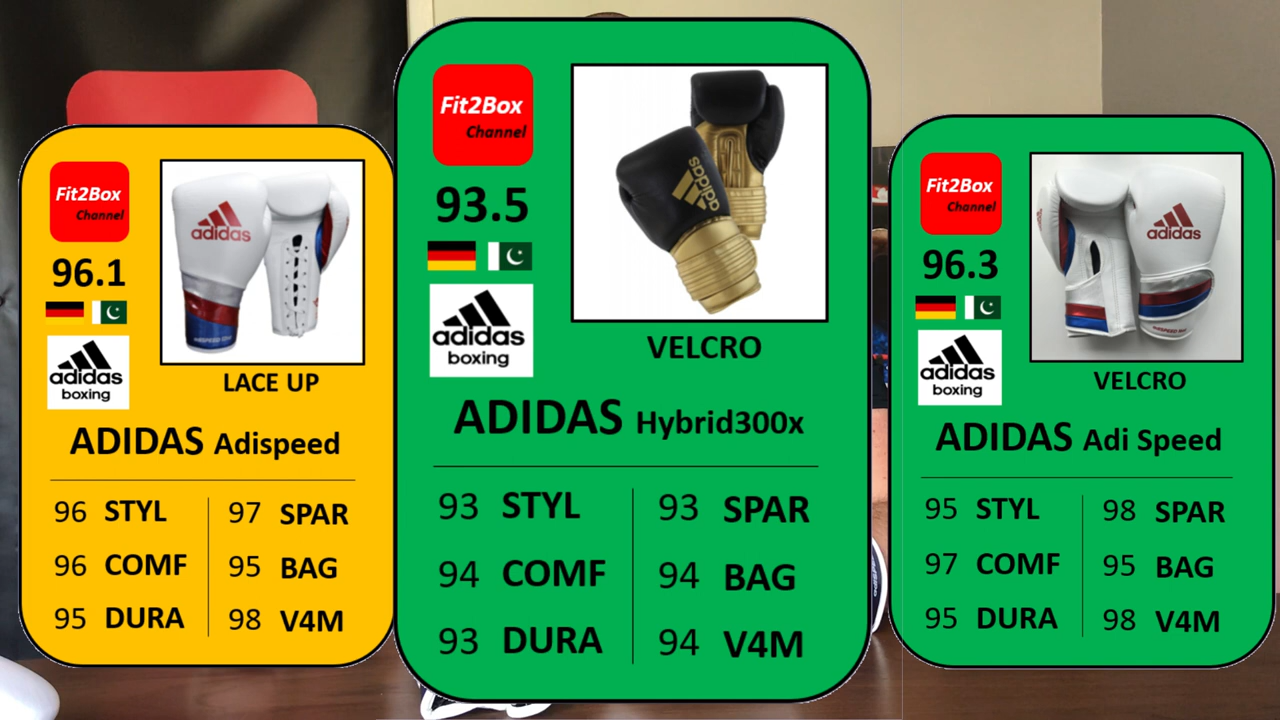 Fit2Box
Channel
96.1
adidas
adidas
boxing
LACE UP
ADIDAS Adispeed
96 STYL 97 SPAR
96 COMF 95 BAG
95 DURA 98 V4M
Fit2Box
Channel
93.5
adidas
adidas
boxing
VELCRO
ADIDAS Hybrid300x
93 STYL 93 SPAR
94 COMF 94 BAG
93 DURA 94 V4M
Fit2Box
Channel
96.3
adidas
adidas
boxing
VELCRO
ADIDAS Adi Speed
95 STYL 98 SPAR
97 COMF 95 BAG
95 DURA 98 V4M